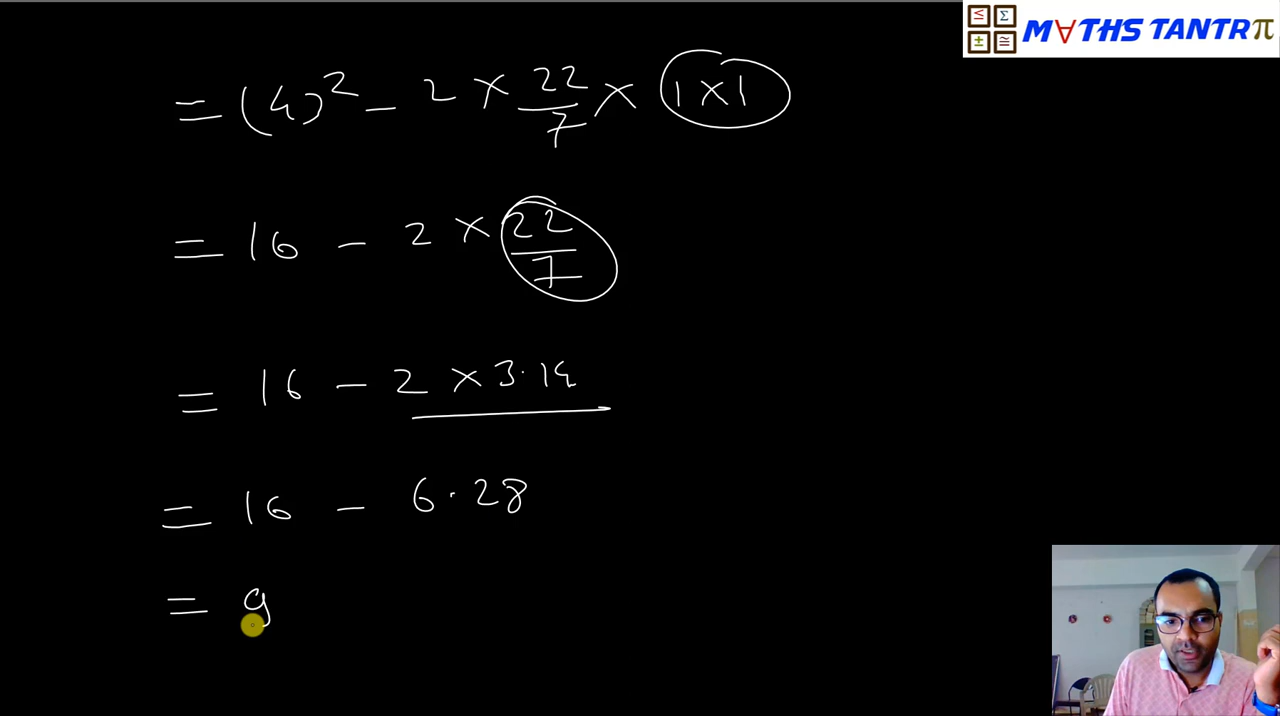 ≤ Σ ± ≅ M∀THS TANTRπ
= (4)² - 2 × 22/7 × 1×1
= 16 - 2 × 22/7
= 16 - 2 × 3.14
= 16 - 6.28
= 9